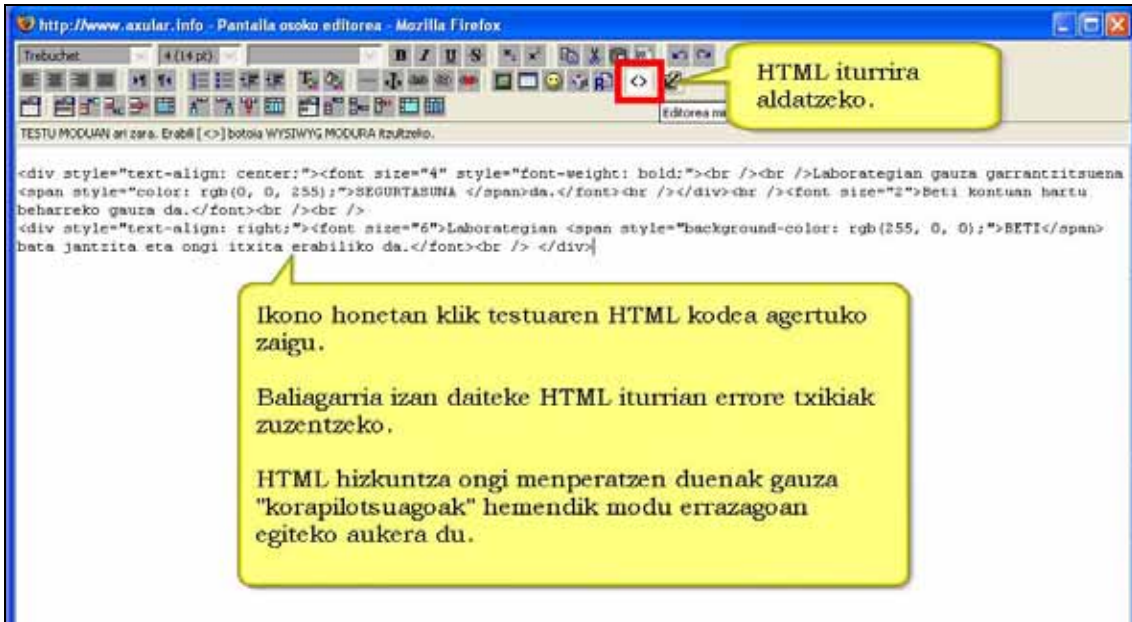 http://www.axular.info - Pantaila osoko editorea - Mozilla Firefox
Trebuchet 4 (14 pt) B I U S
HTML iturrira
aldatzeko.
<>
Editorea
TESTU MODUAN ari zara. Erabili [<>] botoia WYSIWYG MODURA itzultzeko.
<div style="text-align: center;"><font size="4" style="font-weight: bold;"><br /><br />Laborategian gauza garrantzitsuena
<span style="color: rgb(0, 0, 255);">SEGURTASUNA </span>da.</font><br /></div><br /><font size="2">Beti kontuan hartu
beharreko gauza da.</font><br /><br />
<div style="text-align: right;"><font size="6">Laborategian <span style="background-color: rgb(255, 0, 0);">BETI</span>
bata jantzita eta ongi itxita erabiliko da.</font><br /> </div>
Ikono honetan klik testuaren HTML kodea agertuko
zaigu.
Baliagarria izan daiteke HTML iturrian errore txikiak
zuzentzeko.
HTML hizkuntza ongi menperatzen duenak gauza
"korapilotsuagoak" hemendik modu errazagoan
egiteko aukera du.